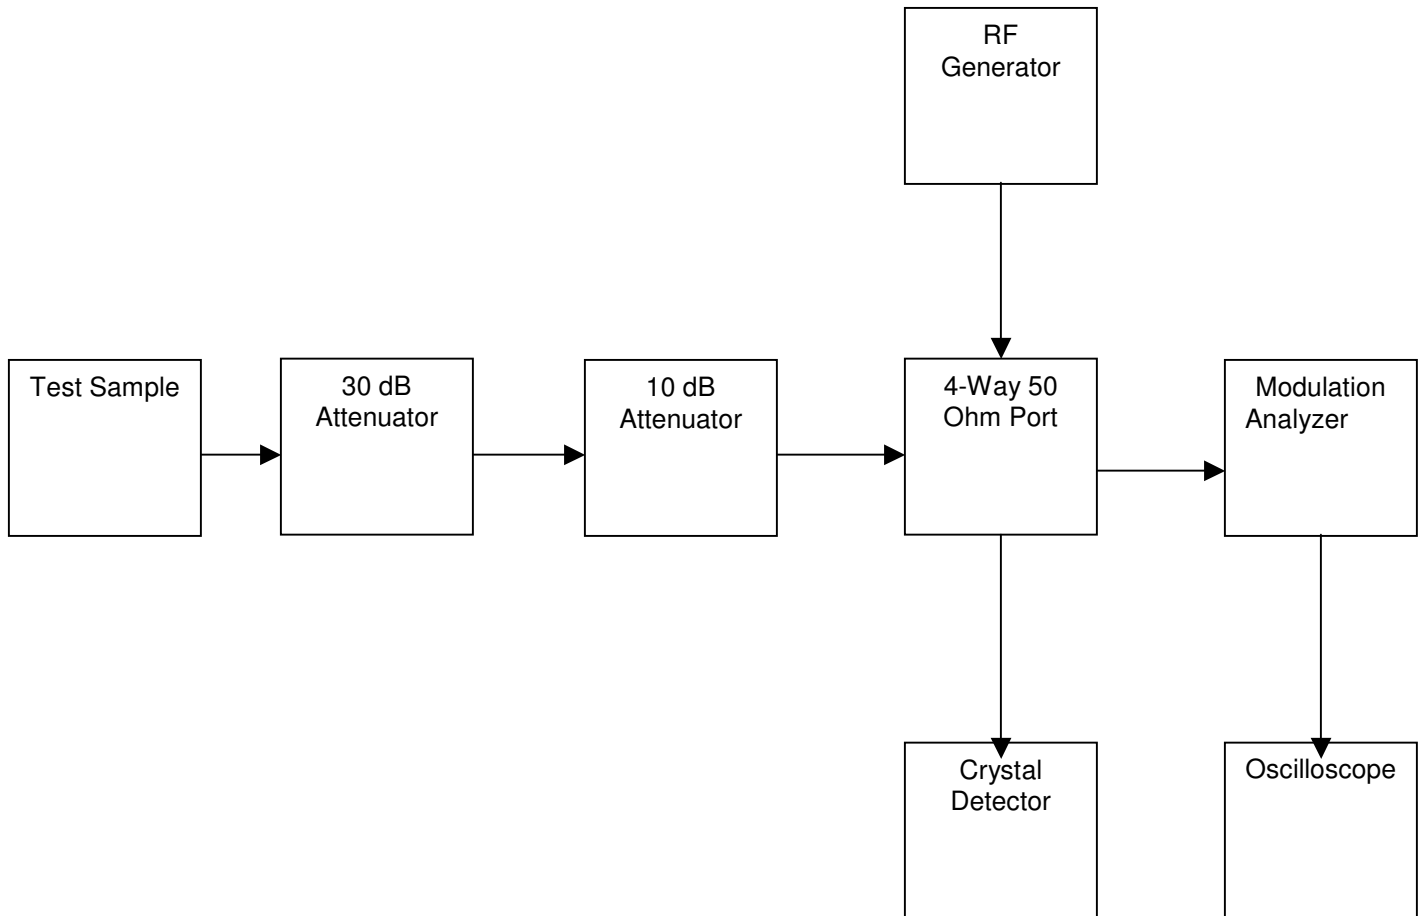 RF
Generator
Test Sample
30 dB
Attenuator
10 dB
Attenuator
4-Way 50
Ohm Port
Modulation
Analyzer
Crystal
Detector
Oscilloscope